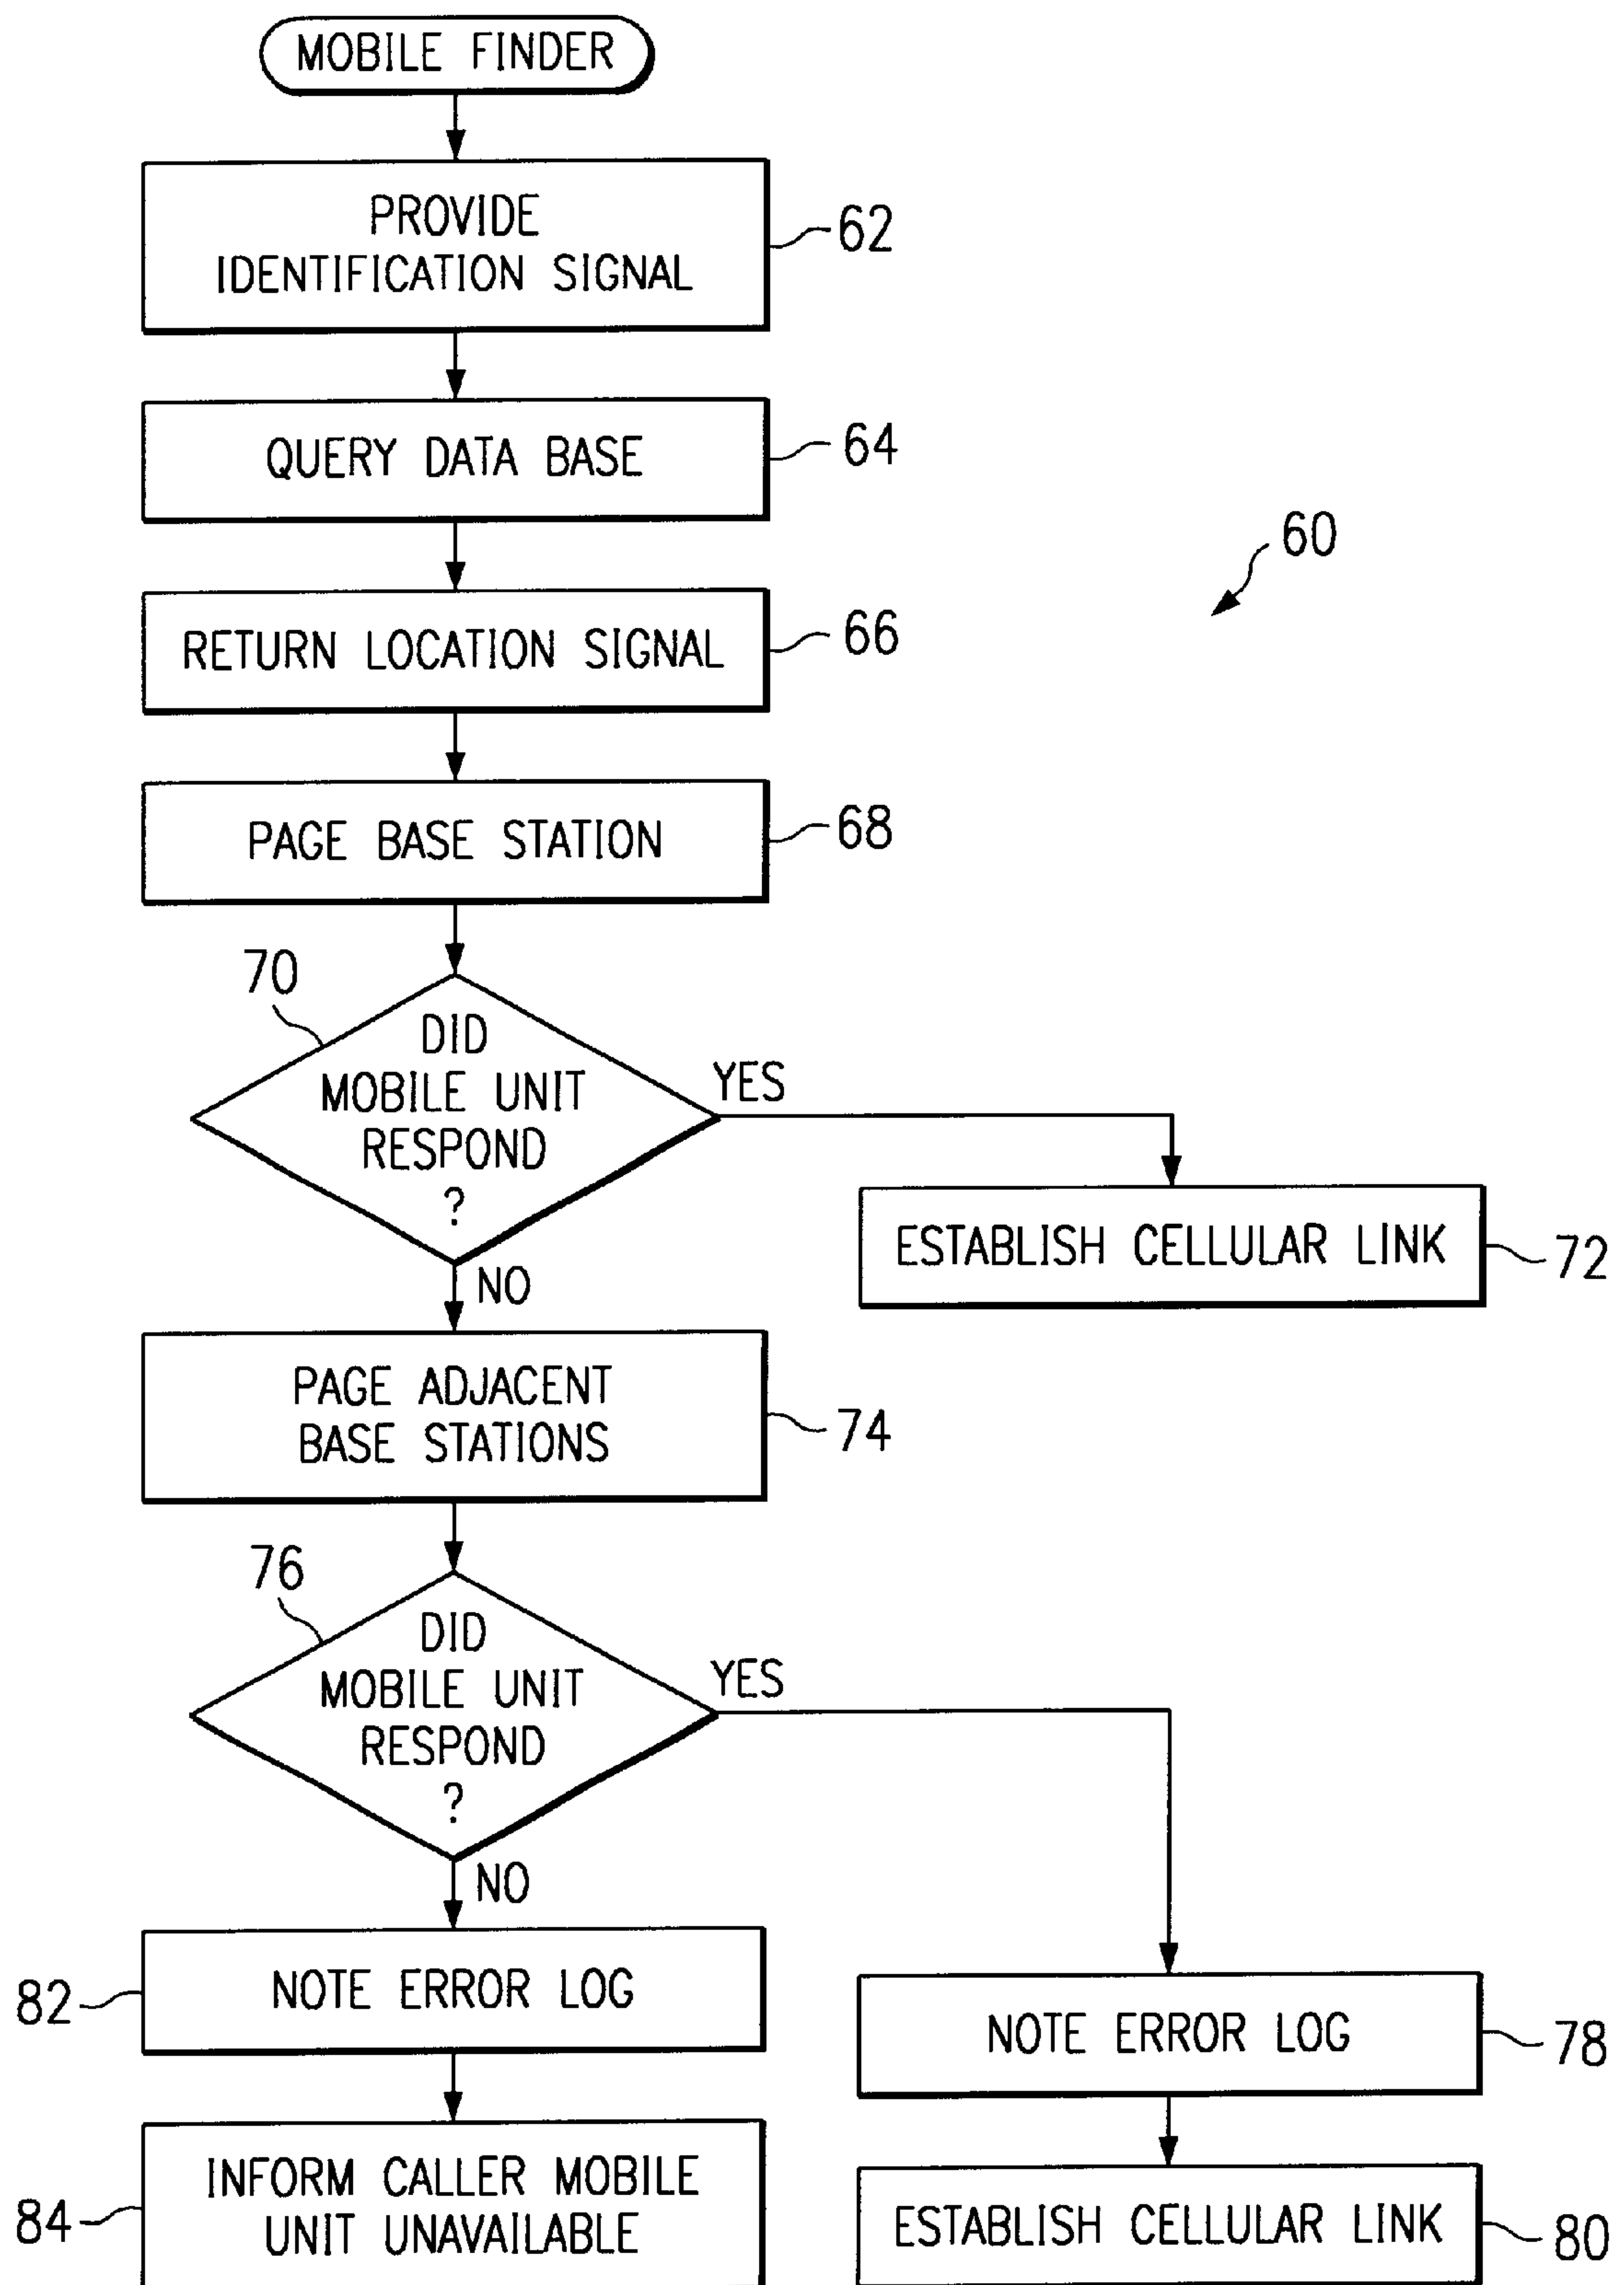 MOBILE FINDER
PROVIDE
IDENTIFICATION SIGNAL
62
QUERY DATA BASE
64
60
RETURN LOCATION SIGNAL
66
PAGE BASE STATION
68
70
DID
MOBILE UNIT
RESPOND
?
YES
ESTABLISH CELLULAR LINK
72
NO
PAGE ADJACENT
BASE STATIONS
74
76
DID
MOBILE UNIT
RESPOND
?
YES
NO
82
NOTE ERROR LOG
NOTE ERROR LOG
78
84
INFORM CALLER MOBILE
UNIT UNAVAILABLE
ESTABLISH CELLULAR LINK
80